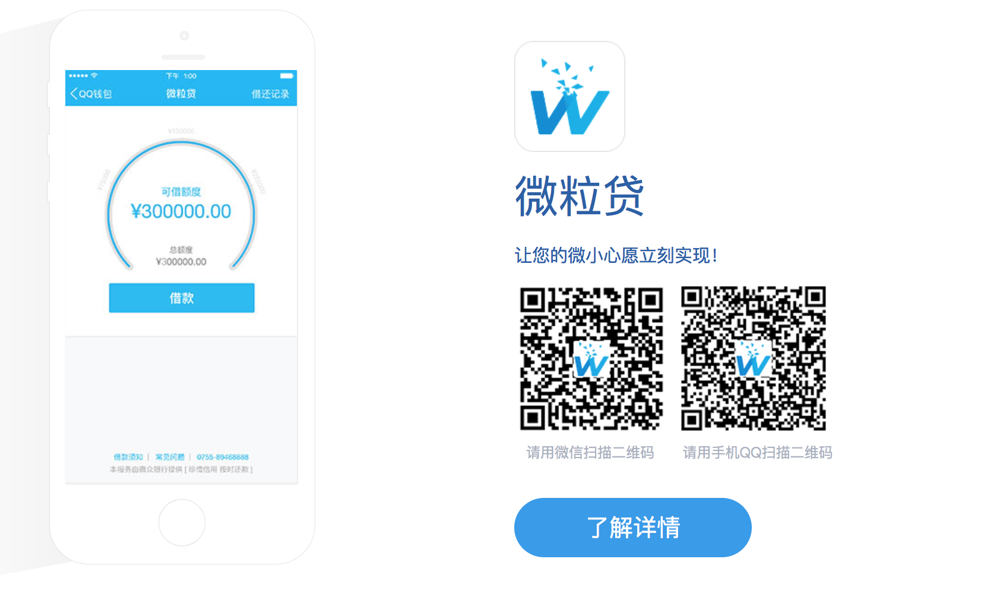 下午 1:00
QQ钱包
微粒贷
借还记录
¥150000
¥75000
¥225000
可借额度
¥300000.00
总额度
¥300000.00
借款
借款须知 | 常见问题 | 0755-89468888
本服务由微众银行提供 [ 珍惜信用 按时还款 ]
微粒贷
让您的微小心愿立刻实现！
请用微信扫描二维码
请用手机QQ扫描二维码
了解详情